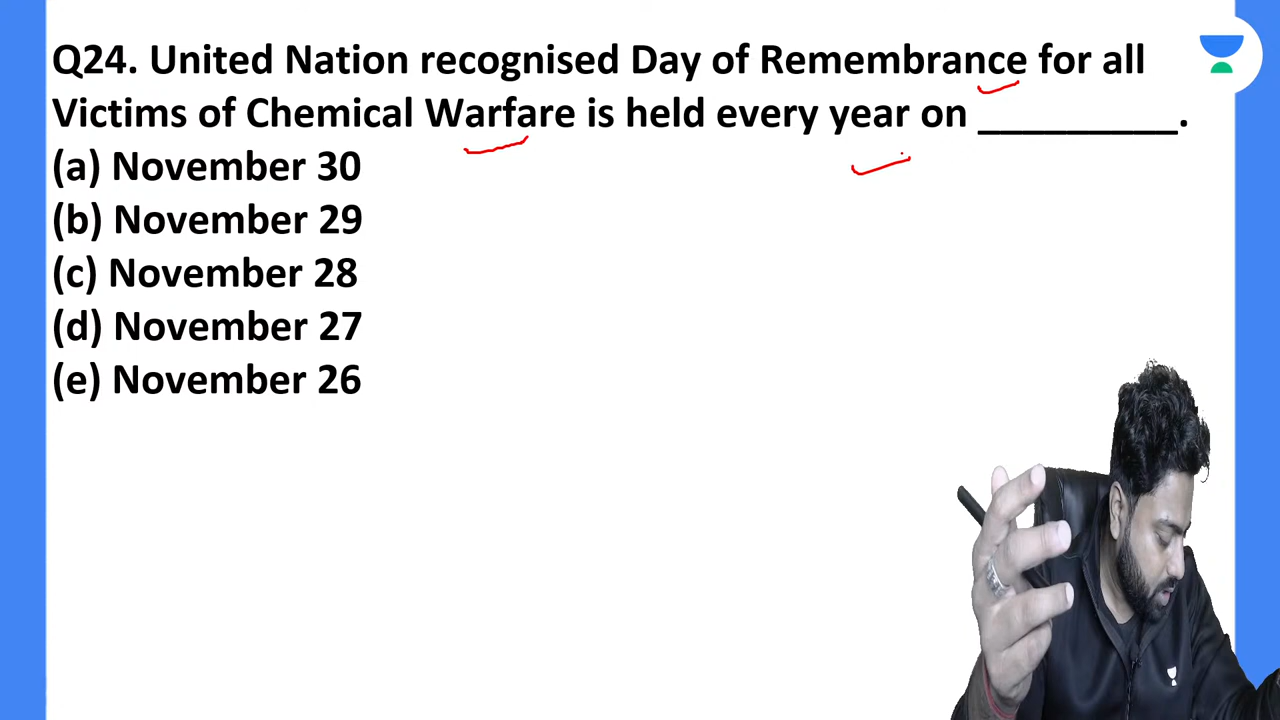 Q24. United Nation recognised Day of Remembrance for all
Victims of Chemical Warfare is held every year on __________.
(a) November 30
(b) November 29
(c) November 28
(d) November 27
(e) November 26